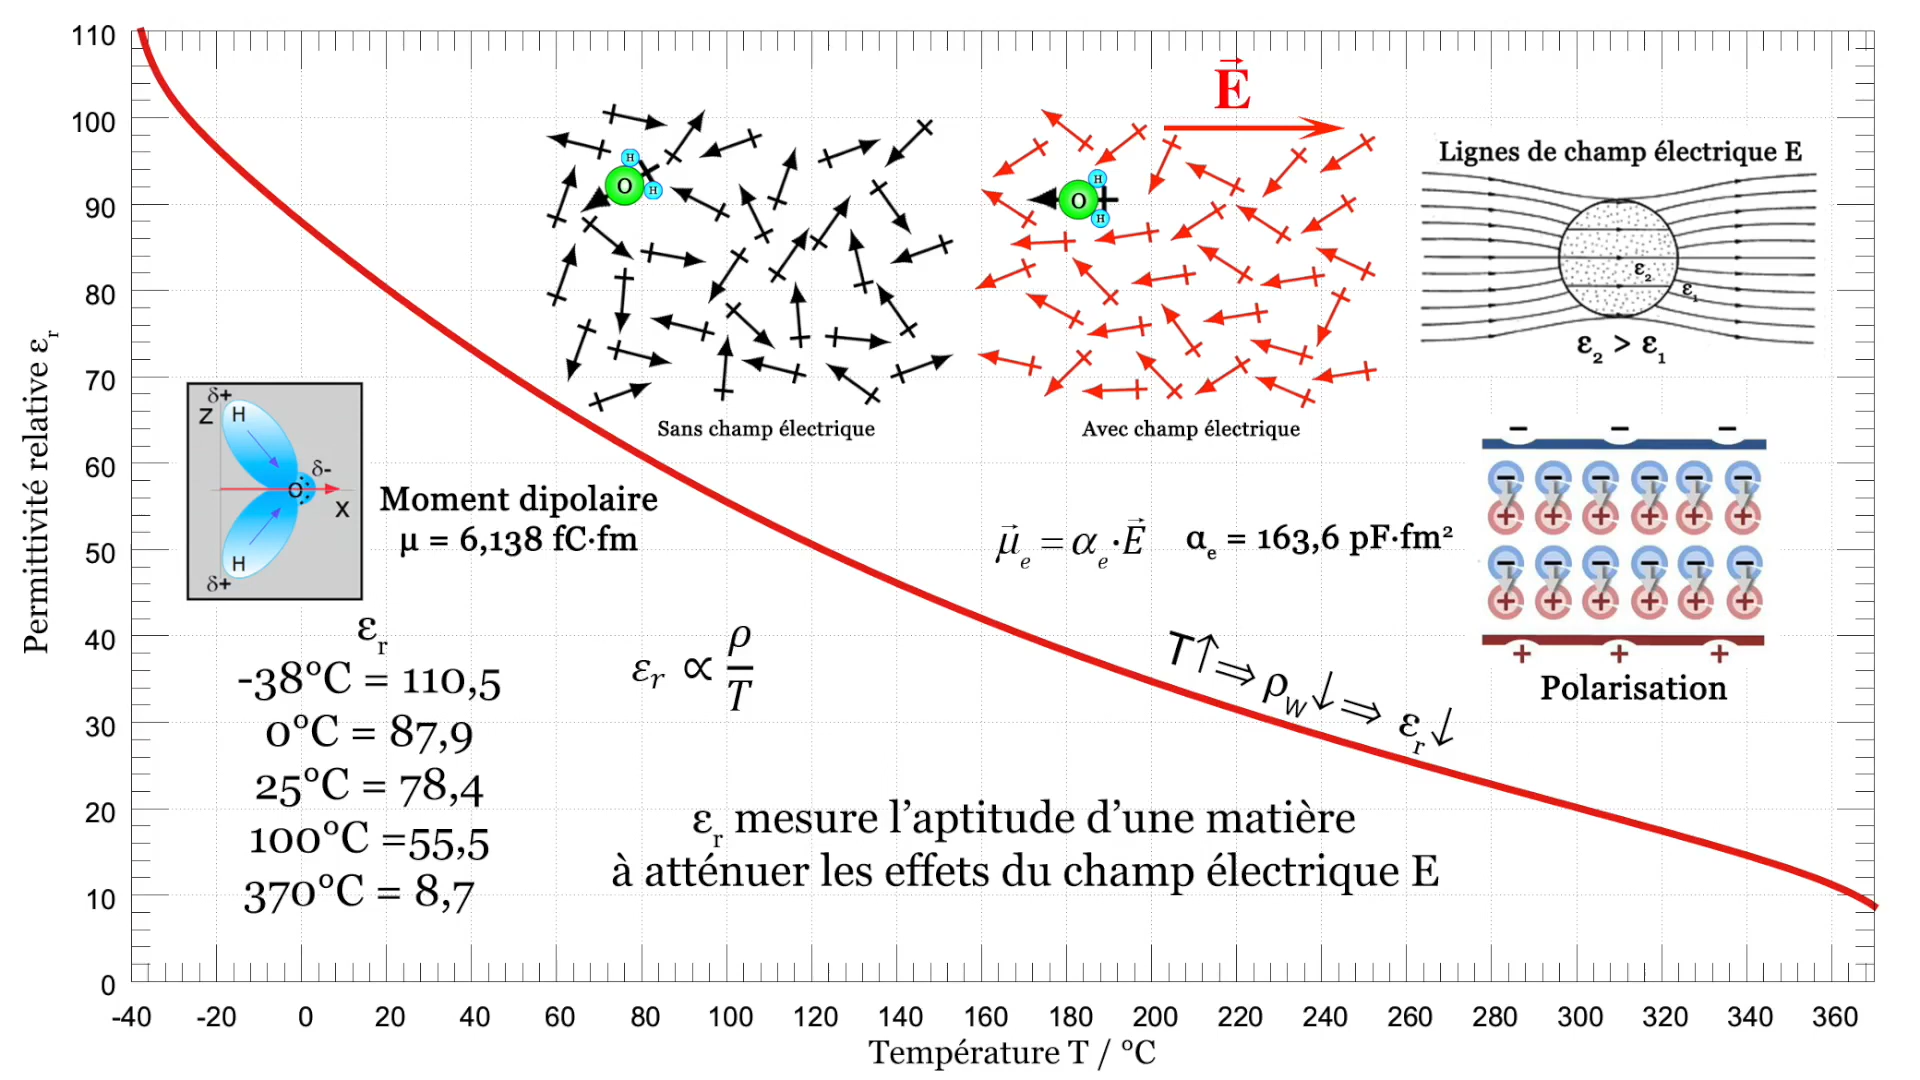 Permittivité relative εr
110
100
90
80
70
60
50
40
30
20
10
0
-40 -20 0 20 40 60 80 100 120 140 160 180 200 220 240 260 280 300 320 340 360
Température T / °C
H
O
H
Sans champ électrique
E
H
O
H
Avec champ électrique
Lignes de champ électrique E
ε2
ε1
ε2 > ε1
δ+
Z H
δ-
O
X
H
δ+
Moment dipolaire
μ = 6,138 fC·fm
μe = αe·E
αe = 163,6 pF·fm²
− − −
− − − − − −
+ + + + + +
− − − − − −
+ + + + + +
+ + +
Polarisation
εr
-38°C = 110,5
0°C = 87,9
25°C = 78,4
100°C =55,5
370°C = 8,7
εr ∝ ρ/T
T↑⇒ρW↓⇒ εr↓
εr mesure l’aptitude d’une matière
à atténuer les effets du champ électrique E